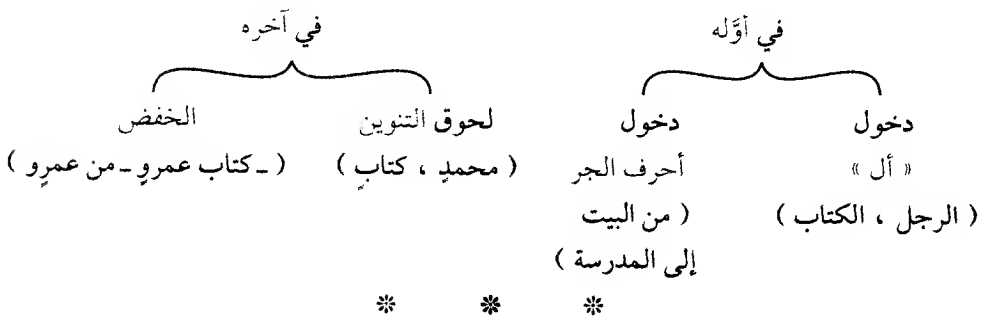 في أوَّله في آخره
دخول دخول لحوق التنوين الخفض
« أل » أحرف الجر ( محمدٍ ، كتابٍ ) ( ـ كتاب عمروٍ ـ من عمرٍو )
( الرجل ، الكتاب ) ( من البيت
إلى المدرسة )